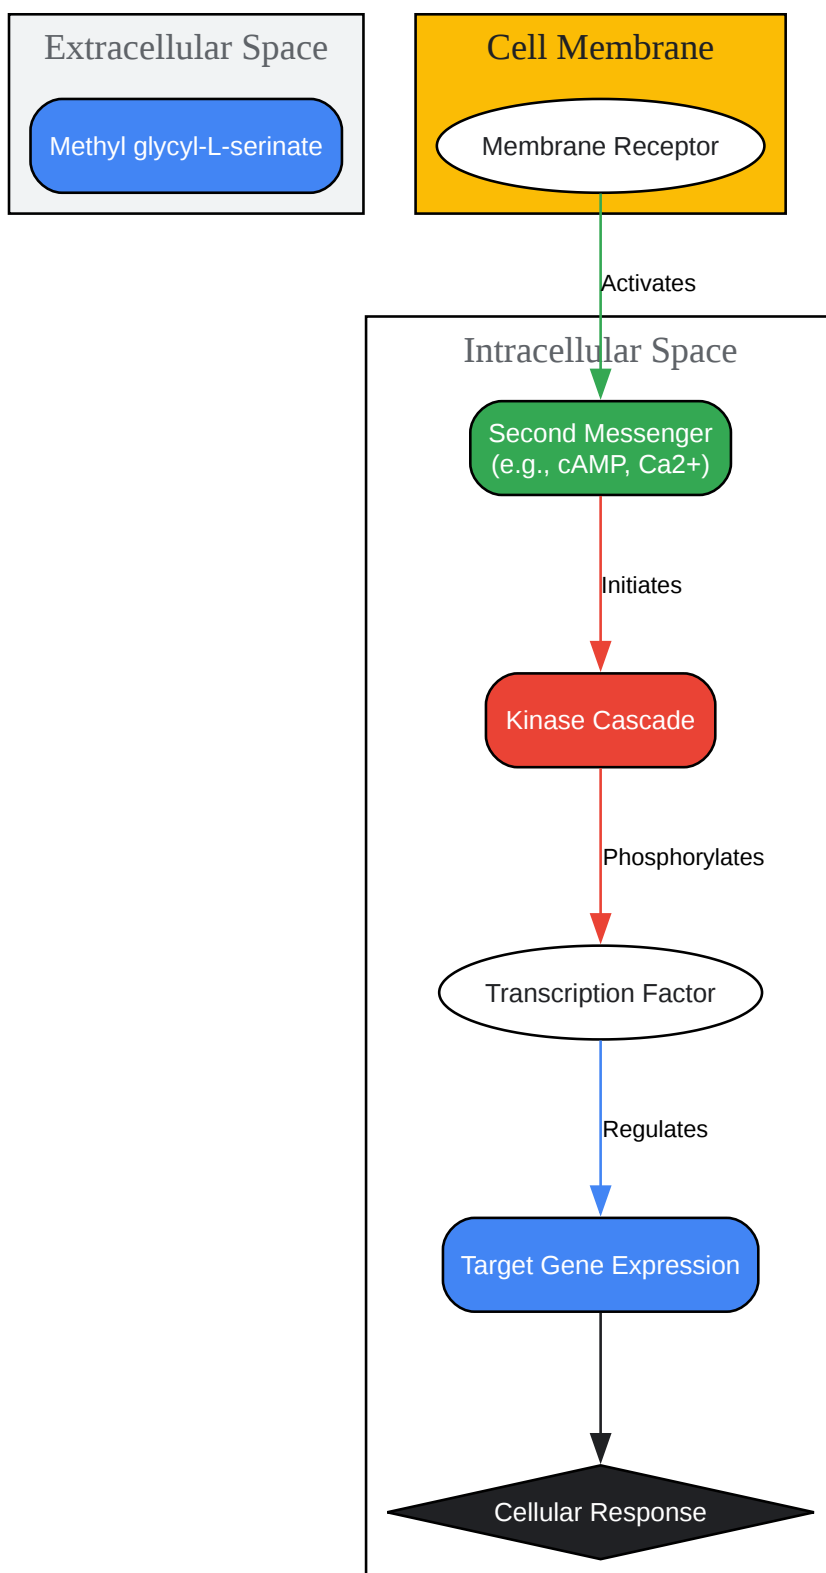 Extracellular Space
Methyl glycyl-L-serinate
Cell Membrane
Membrane Receptor
Activates
Intracellular Space
Second Messenger
(e.g., cAMP, Ca2+)
Initiates
Kinase Cascade
Phosphorylates
Transcription Factor
Regulates
Target Gene Expression
Cellular Response